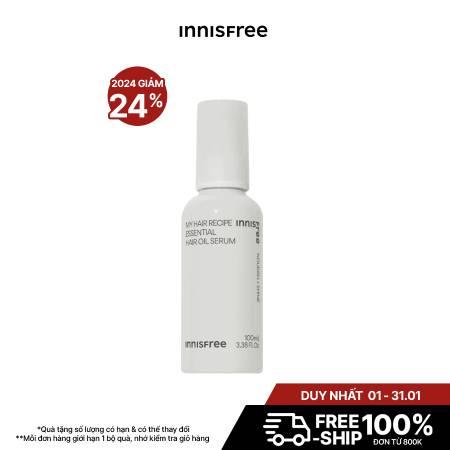 innisfree
2024 GIẢM
24%
MY HAIR RECIPE
ESSENTIAL
HAIR OIL SERUM
innisfree
NOURISH + SHINE
innisfree
100ml
3.38 FL.Oz
DUY NHẤT 01 - 31.01
FREE
-SHIP
100%
ĐƠN TỪ 800K
*Quà tặng số lượng có hạn & có thể thay đổi
**Mỗi đơn hàng giới hạn 1 bộ quà, nhớ kiểm tra giỏ hàng